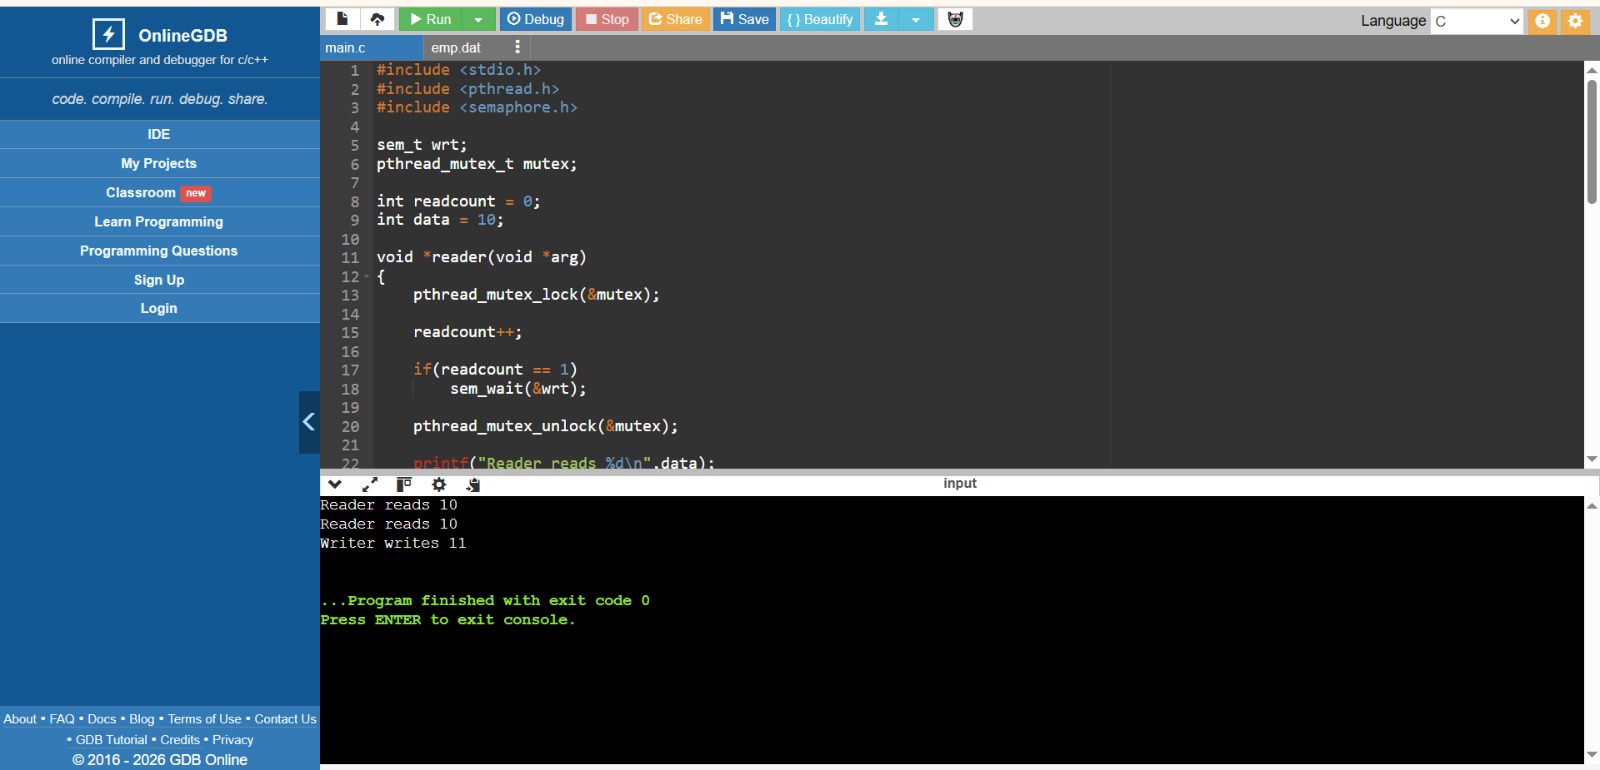 OnlineGDB
online compiler and debugger for c/c++
code. compile. run. debug. share.
IDE
My Projects
Classroom new
Learn Programming
Programming Questions
Sign Up
Login
About • FAQ • Docs • Blog • Terms of Use • Contact Us
• GDB Tutorial • Credits • Privacy
© 2016 - 2026 GDB Online
Run Debug Stop Share Save { } Beautify
Language C
main.c emp.dat
1 #include <stdio.h>
2 #include <pthread.h>
3 #include <semaphore.h>
4
5 sem_t wrt;
6 pthread_mutex_t mutex;
7
8 int readcount = 0;
9 int data = 10;
10
11 void *reader(void *arg)
12 {
13 pthread_mutex_lock(&mutex);
14
15 readcount++;
16
17 if(readcount == 1)
18 sem_wait(&wrt);
19
20 pthread_mutex_unlock(&mutex);
21
22 printf("Reader reads %d\n",data);
input
Reader reads 10
Reader reads 10
Writer writes 11
...Program finished with exit code 0
Press ENTER to exit console.